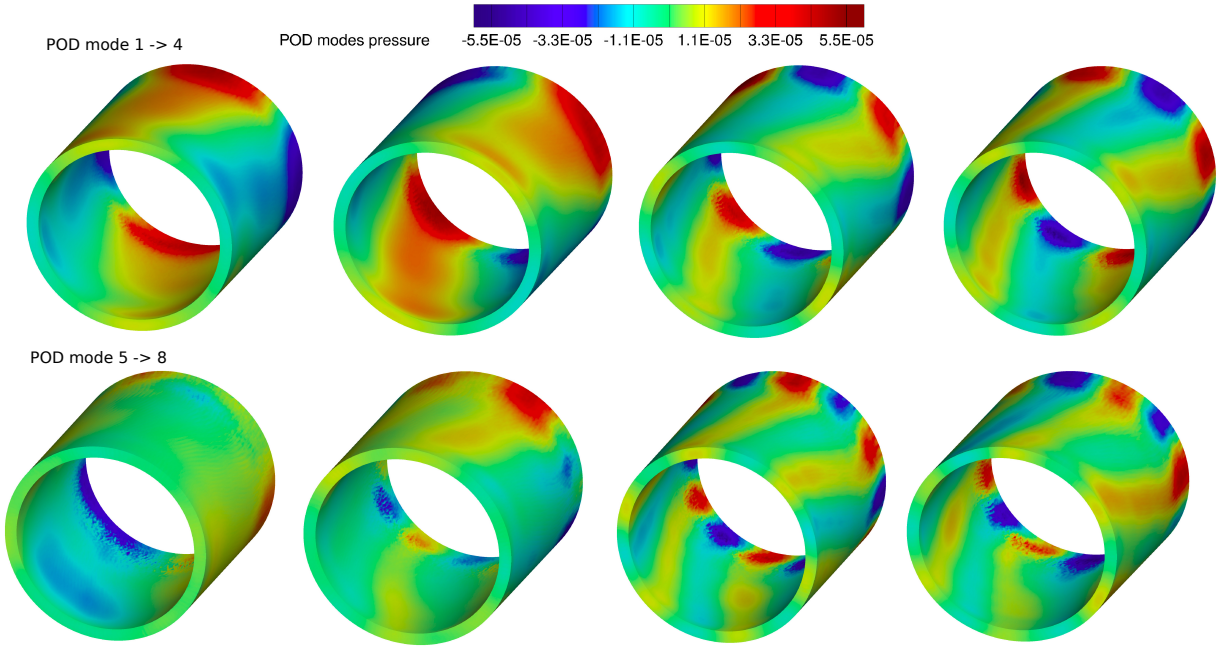 POD mode 1 -> 4
POD modes pressure -5.5E-05 -3.3E-05 -1.1E-05 1.1E-05 3.3E-05 5.5E-05
POD mode 5 -> 8